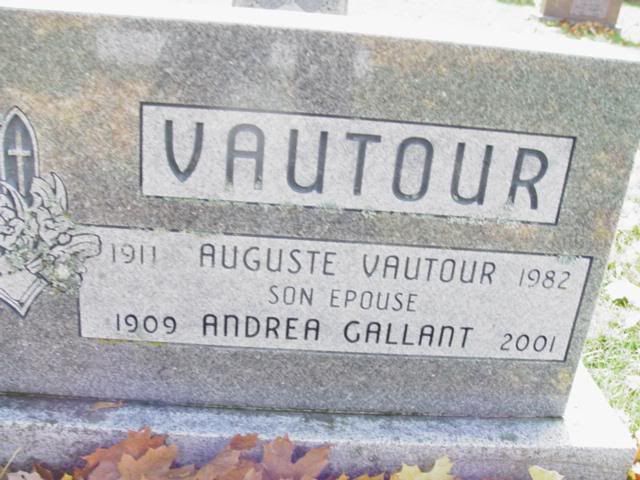 VAUTOUR
1911 AUGUSTE VAUTOUR 1982
SON EPOUSE
1909 ANDREA GALLANT 2001